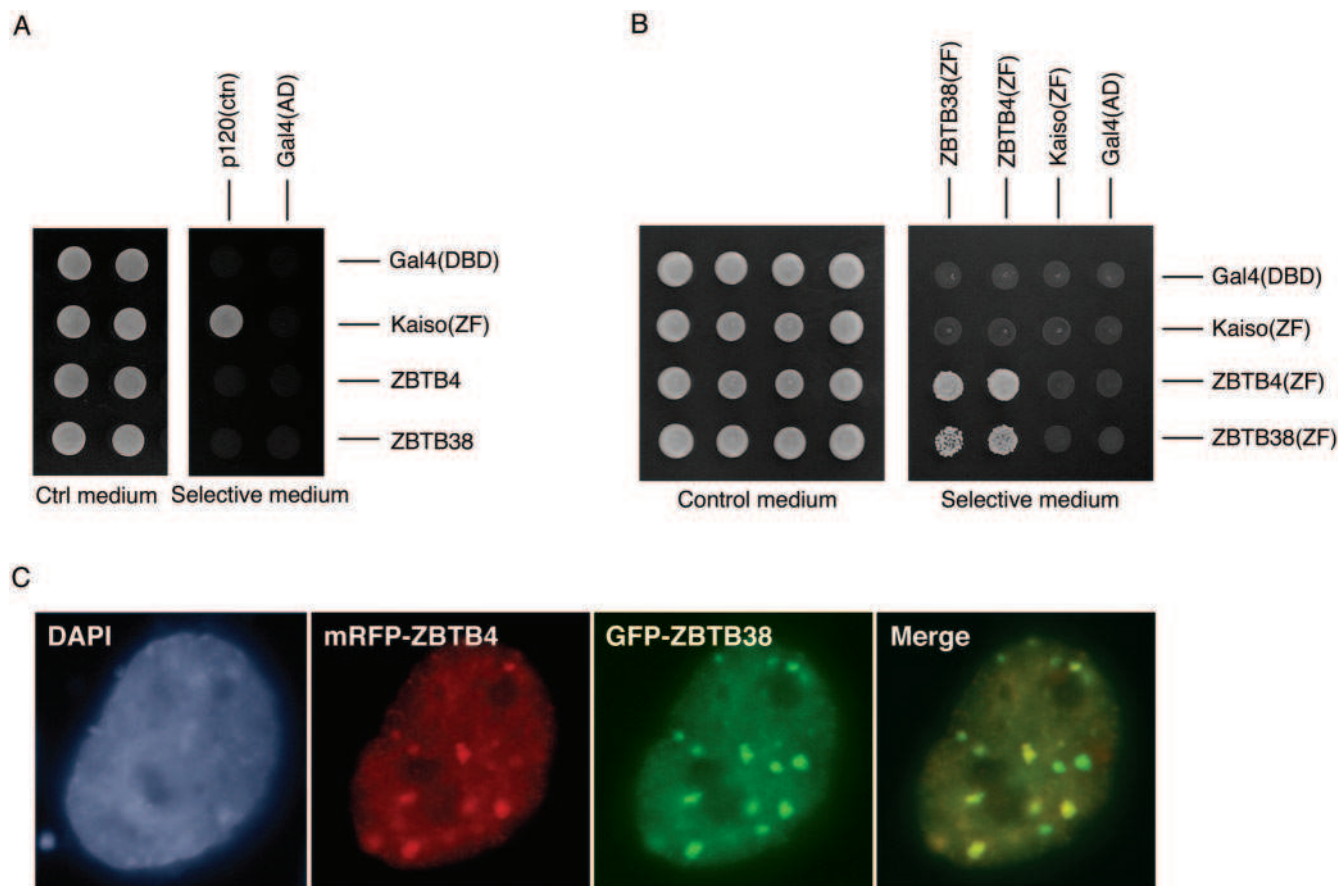 A
p120(ctn)
Gal4(AD)
Gal4(DBD)
Kaiso(ZF)
ZBTB4
ZBTB38
Ctrl medium
Selective medium
B
ZBTB38(ZF)
ZBTB4(ZF)
Kaiso(ZF)
Gal4(AD)
Gal4(DBD)
Kaiso(ZF)
ZBTB4(ZF)
ZBTB38(ZF)
Control medium
Selective medium
C
DAPI
mRFP-ZBTB4
GFP-ZBTB38
Merge